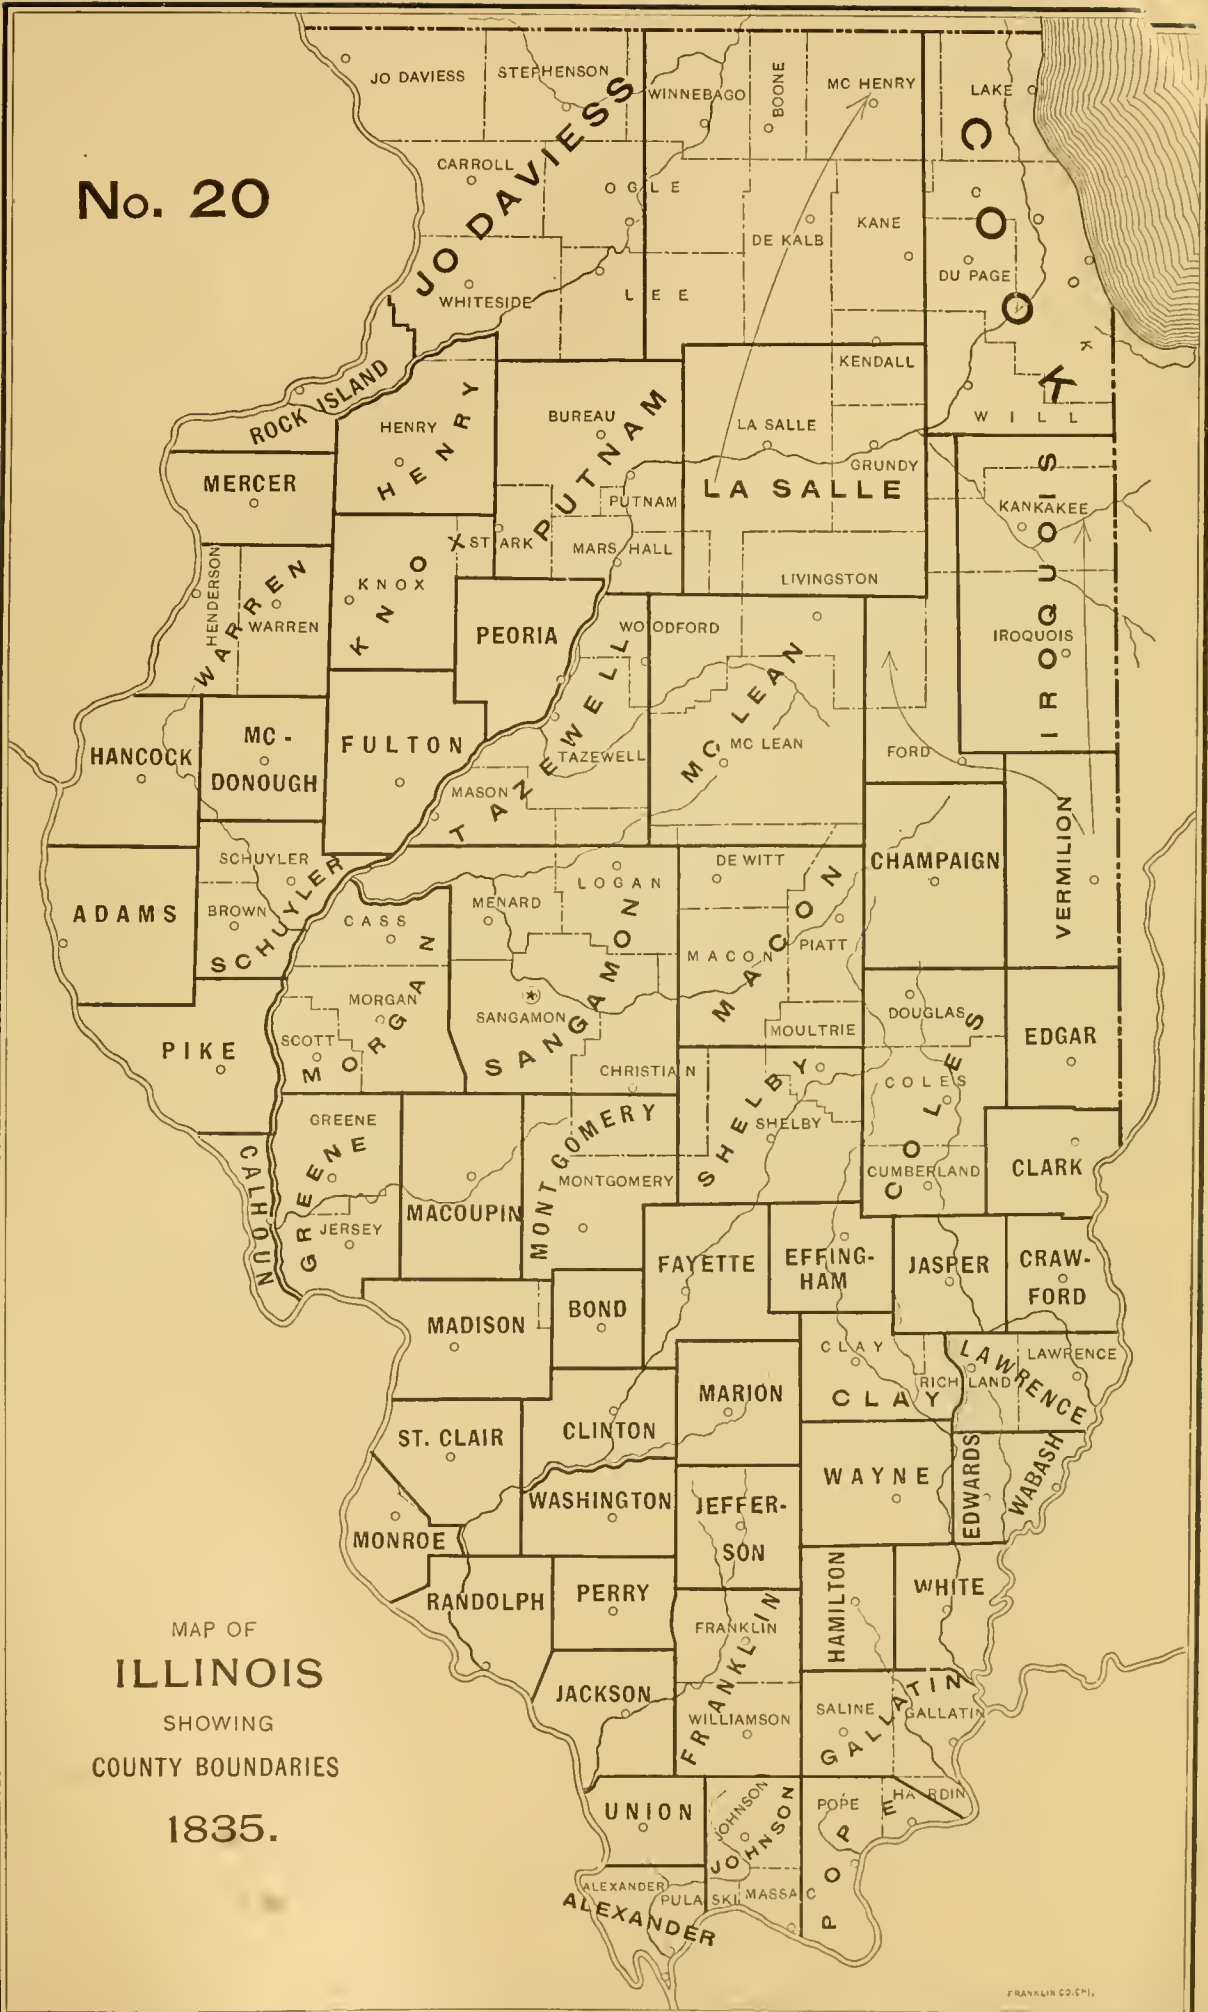 No. 20
JO DAVIESS
STEPHENSON
WINNEBAGO
BOONE
MC HENRY
LAKE
JO DAVIESS
CARROLL
OGLE
COOK
COOK
DE KALB
KANE
DU PAGE
WHITESIDE
LEE
KENDALL
ROCK ISLAND
HENRY
HENRY
BUREAU
PUTNAM
LA SALLE
WILL
GRUNDY
MERCER
PUTNAM
LA SALLE
KANKAKEE
IROQUOIS
STARK
MARSHALL
HENDERSON
WARREN
WARREN
KNOX
KNOX
LIVINGSTON
PEORIA
WOODFORD
IROQUOIS
HANCOCK
MC-
DONOUGH
FULTON
TAZEWELL
TAZEWELL
MC LEAN
MC LEAN
FORD
MASON
VERMILION
SCHUYLER
SCHUYLER
DE WITT
CHAMPAIGN
LOGAN
ADAMS
BROWN
CASS
MENARD
MACON
MACON
PIATT
MORGAN
MORGAN
SANGAMON
SANGAMON
MOULTRIE
DOUGLAS
EDGAR
PIKE
SCOTT
CHRISTIAN
COLES
COLES
GREENE
GREENE
MONTGOMERY
MONTGOMERY
SHELBY
SHELBY
CUMBERLAND
CLARK
CALHOUN
JERSEY
MACOUPIN
FAYETTE
EFFING-
HAM
JASPER
CRAW-
FORD
MADISON
BOND
CLAY
CLAY
LAWRENCE
LAWRENCE
RICHLAND
MARION
ST. CLAIR
CLINTON
WAYNE
EDWARDS
WABASH
WASHINGTON
JEFFER-
SON
MONROE
RANDOLPH
PERRY
HAMILTON
WHITE
FRANKLIN
FRANKLIN
JACKSON
WILLIAMSON
SALINE
GALLATIN
GALLATIN
UNION
JOHNSON
JOHNSON
POPE
POPE
HARDIN
ALEXANDER
ALEXANDER
PULASKI
MASSAC
MAP OF
ILLINOIS
SHOWING
COUNTY BOUNDARIES
1835.
FRANKLIN CO. CHI.